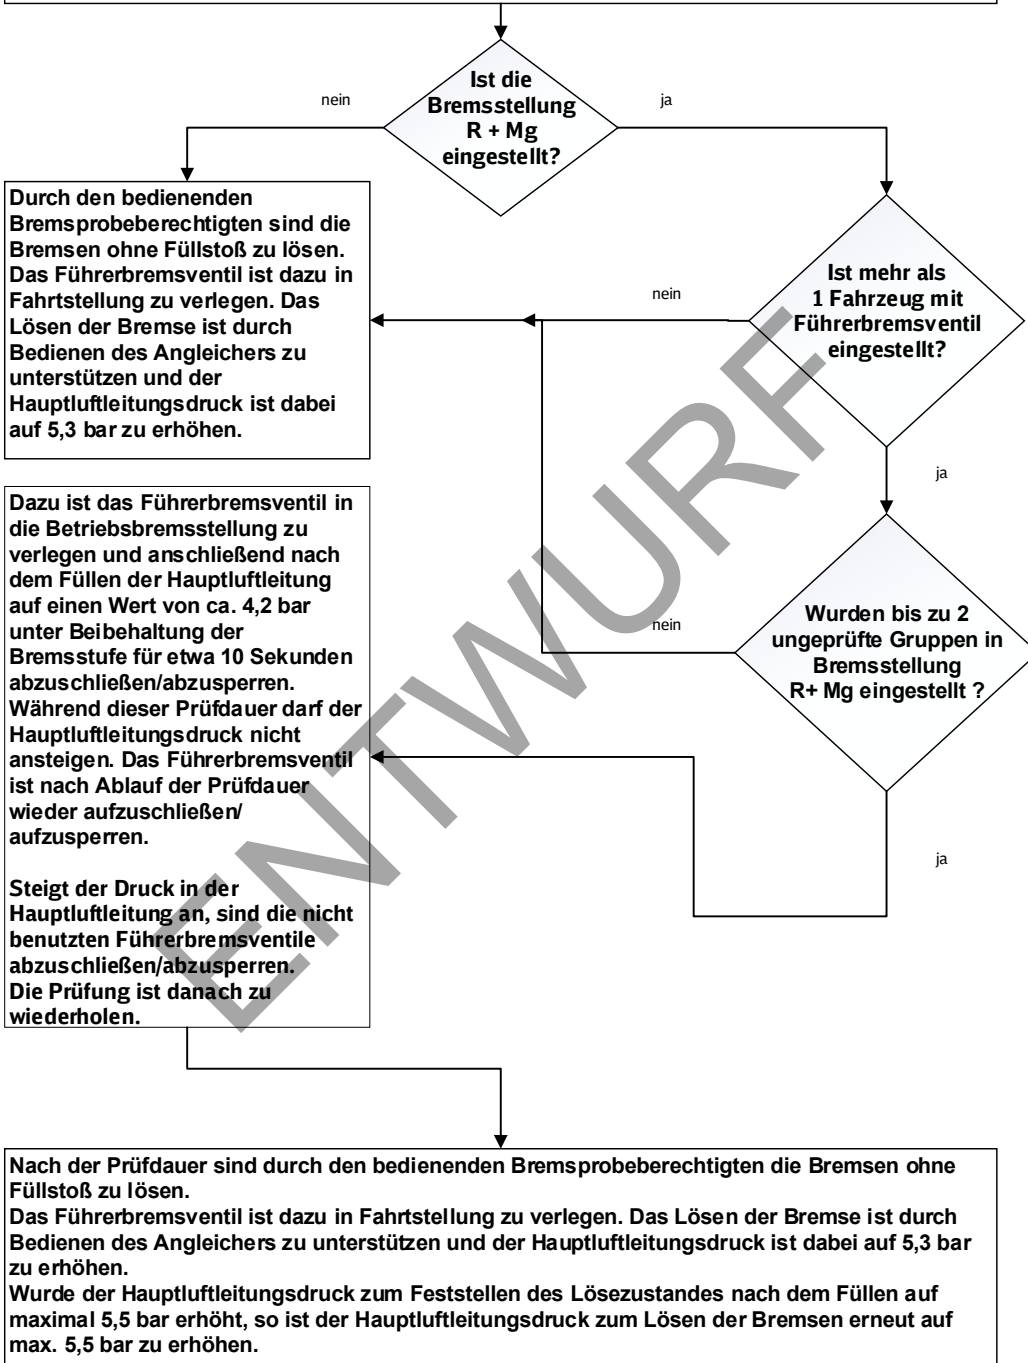 Ist die
Bremsstellung
R + Mg
eingestellt?
nein
ja
Durch den bedienenden
Bremsprobeberechtigten sind die
Bremsen ohne Füllstoß zu lösen.
Das Führerbremsventil ist dazu in
Fahrtstellung zu verlegen. Das
Lösen der Bremse ist durch
Bedienen des Angleichers zu
unterstützen und der
Hauptluftleitungsdruck ist dabei
auf 5,3 bar zu erhöhen.
Ist mehr als
1 Fahrzeug mit
Führerbremsventil
eingestellt?
nein
ja
Wurden bis zu 2
ungeprüfte Gruppen in
Bremsstellung
R+ Mg eingestellt ?
nein
ja
Dazu ist das Führerbremsventil in
die Betriebsbremsstellung zu
verlegen und anschließend nach
dem Füllen der Hauptluftleitung
auf einen Wert von ca. 4,2 bar
unter Beibehaltung der
Bremsstufe für etwa 10 Sekunden
abzuschließen/abzusperren.
Während dieser Prüfdauer darf der
Hauptluftleitungsdruck nicht
ansteigen. Das Führerbremsventil
ist nach Ablauf der Prüfdauer
wieder aufzuschließen/
aufzusperren.
Steigt der Druck in der
Hauptluftleitung an, sind die nicht
benutzten Führerbremsventile
abzuschließen/abzusperren.
Die Prüfung ist danach zu
wiederholen.
Nach der Prüfdauer sind durch den bedienenden Bremsprobeberechtigten die Bremsen ohne
Füllstoß zu lösen.
Das Führerbremsventil ist dazu in Fahrtstellung zu verlegen. Das Lösen der Bremse ist durch
Bedienen des Angleichers zu unterstützen und der Hauptluftleitungsdruck ist dabei auf 5,3 bar
zu erhöhen.
Wurde der Hauptluftleitungsdruck zum Feststellen des Lösezustandes nach dem Füllen auf
maximal 5,5 bar erhöht, so ist der Hauptluftleitungsdruck zum Lösen der Bremsen erneut auf
max. 5,5 bar zu erhöhen.
ENTWURF